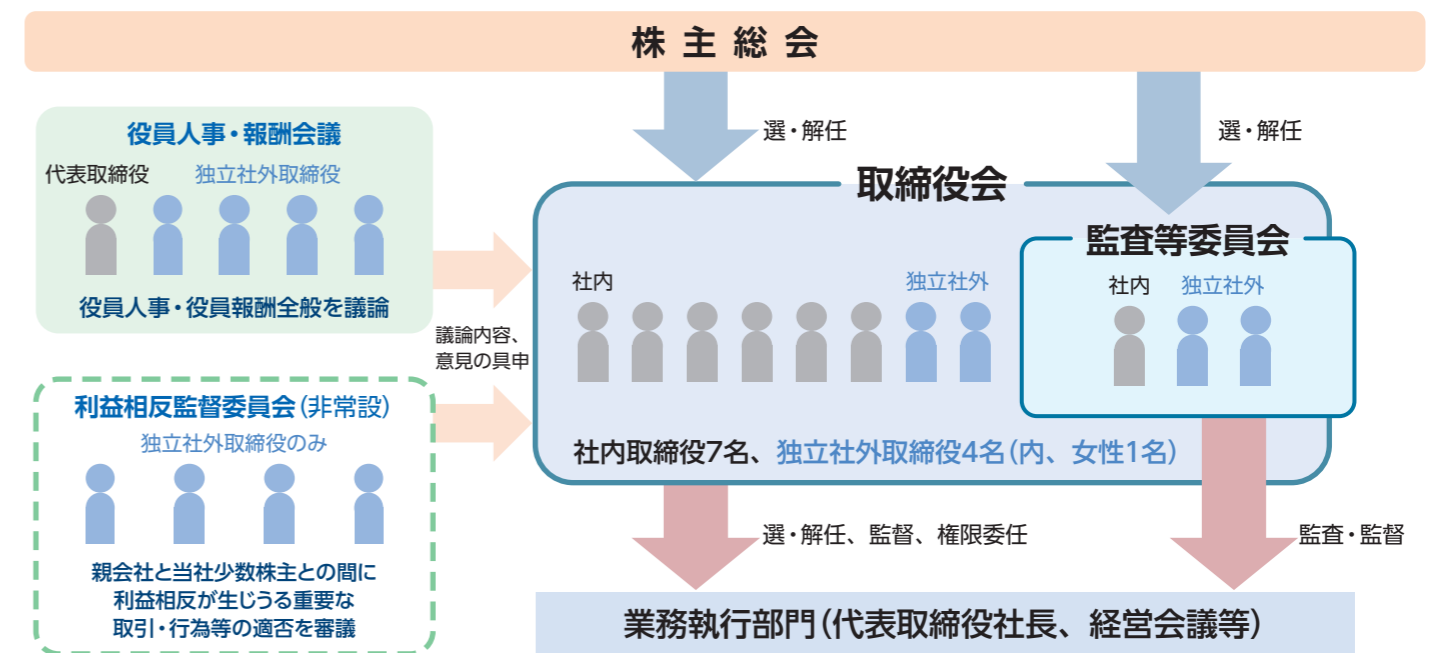 株主総会
選・解任
選・解任
役員人事・報酬会議
代表取締役
独立社外取締役
役員人事・役員報酬全般を議論
議論内容、
意見の具申
利益相反監督委員会(非常設)
独立社外取締役のみ
親会社と当社少数株主との間に
利益相反が生じうる重要な
取引・行為等の適否を審議
取締役会
社内
独立社外
監査等委員会
社内
独立社外
社内取締役7名、独立社外取締役4名(内、女性1名)
選・解任、監督、権限委任
監査・監督
業務執行部門(代表取締役社長、経営会議等)